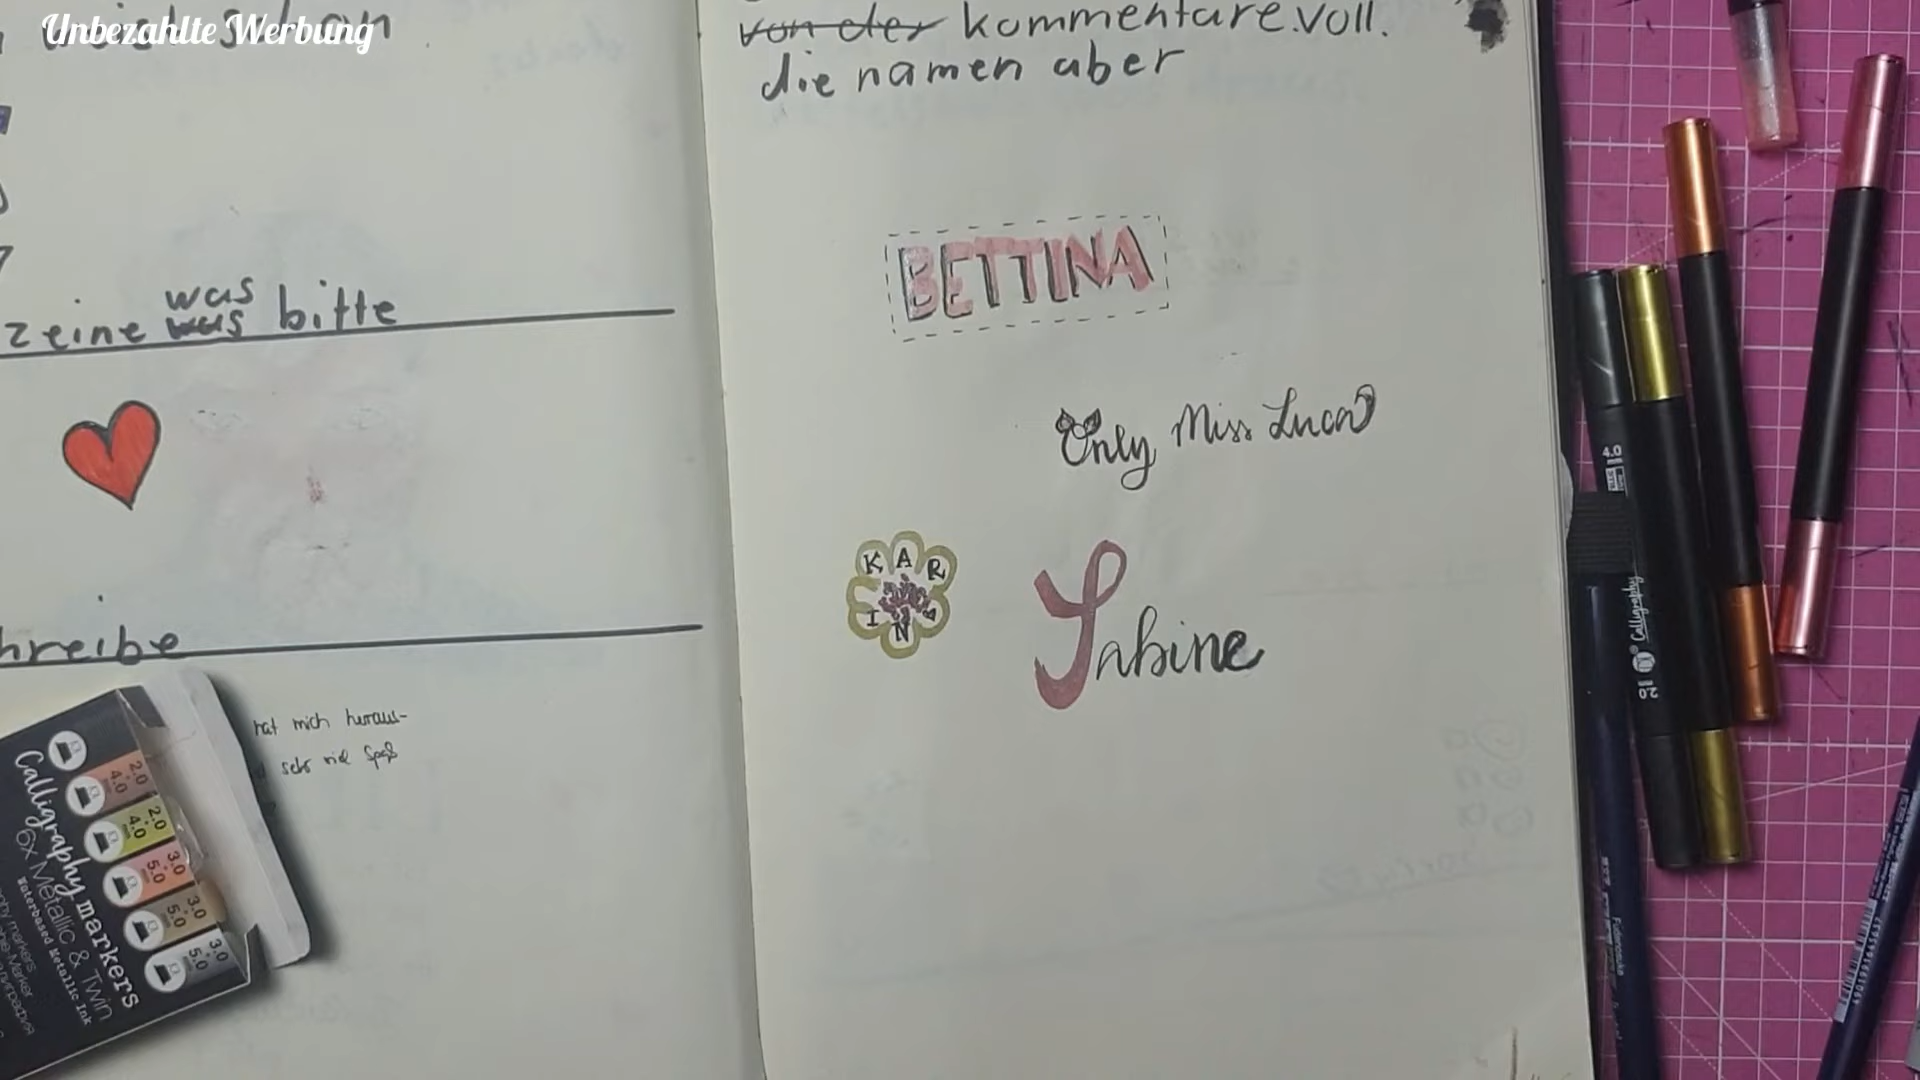 Unbezahlte Werbung
was
zeine was bitte
hreibe
hat mich heraus-
sehr viel Spaß
2.0
4.0
2.0
4.0
3.0
5.0
3.0
5.0
3.0
5.0
Calligraphy markers
6x Metallic & Twin
Waterbased Metallic Ink
von der kommentare voll.
die namen aber
BETTINA
Only Miss Luca
KARINA
Sabine
4.0
Calligraphy
2.0